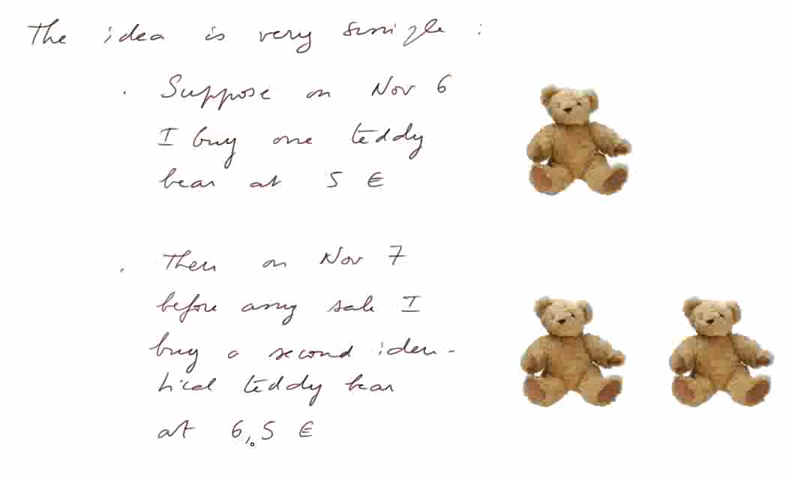 The idea is very simple :
. Suppose on Nov 6
I buy one teddy
bear at 5 €
. Then on Nov 7
before any sale I
buy a second iden-
tical teddy bear
at 6,5 €